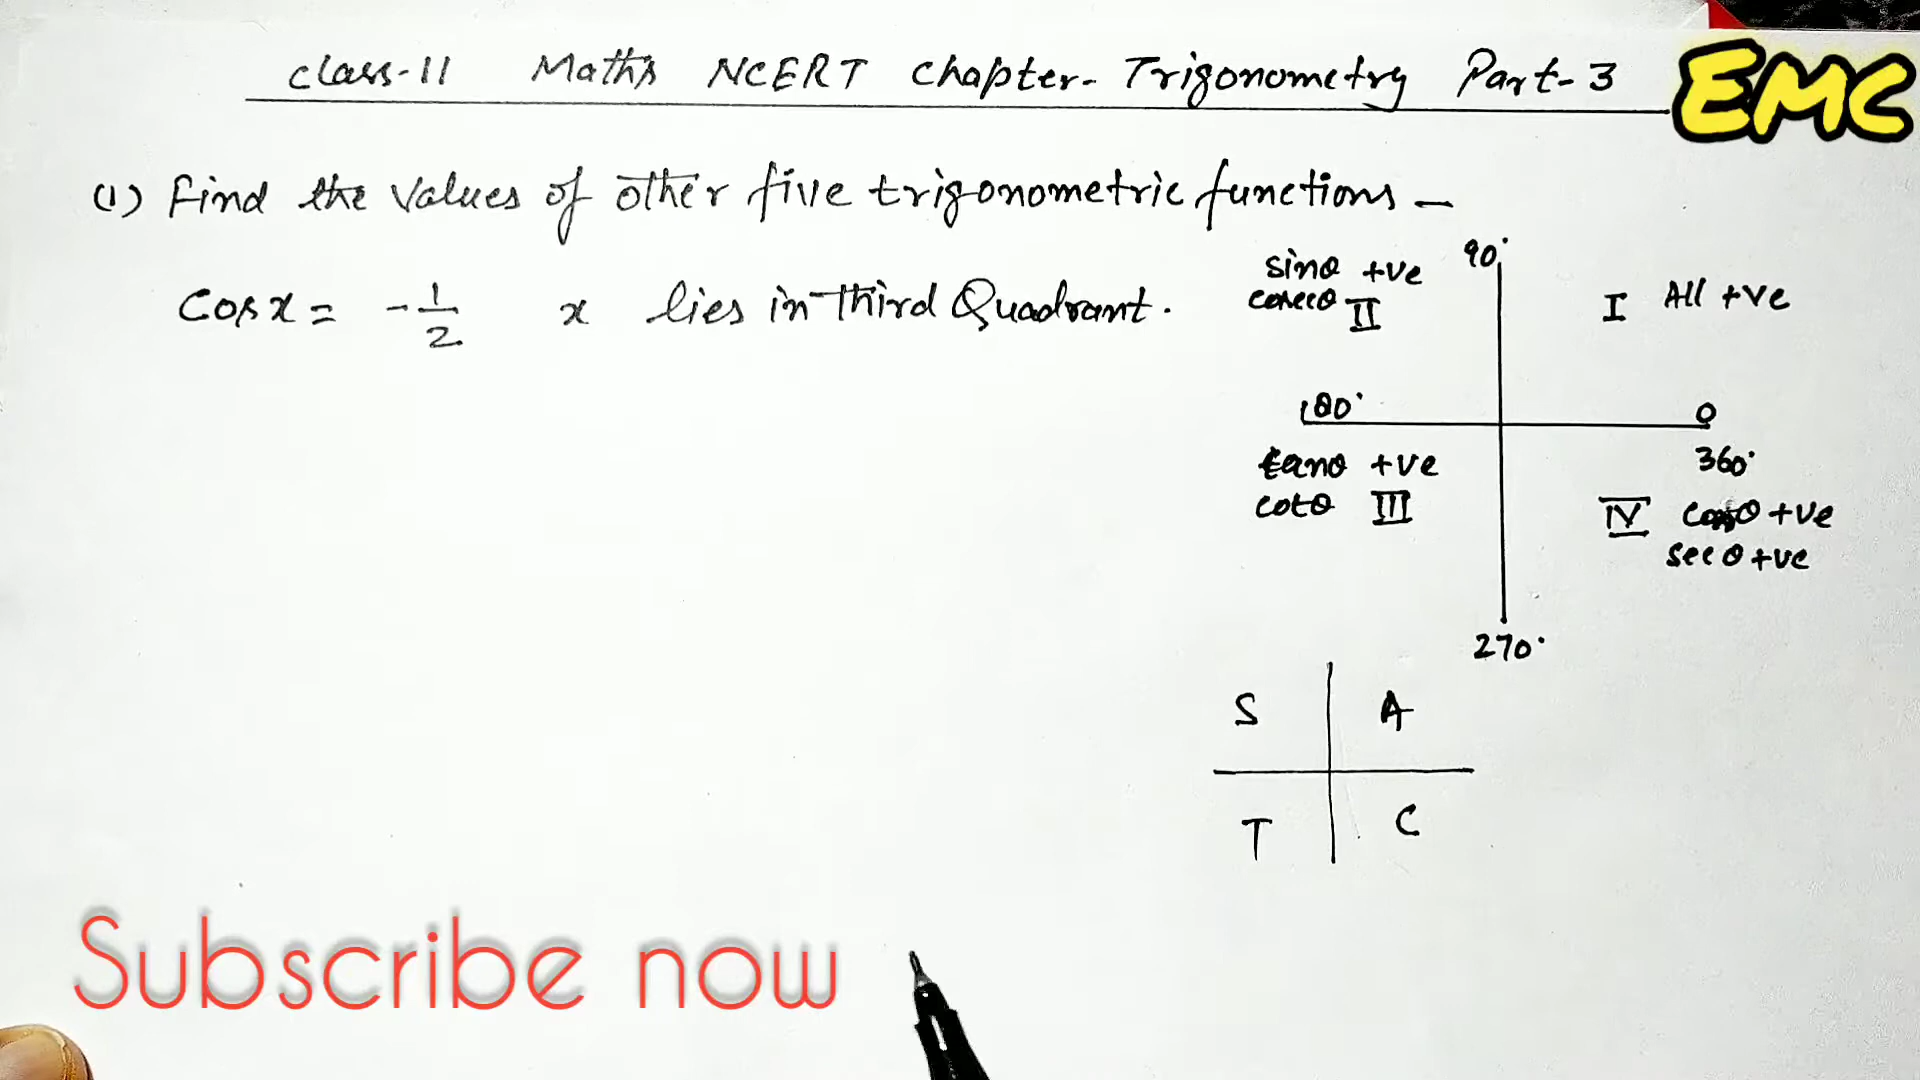 class-11 Maths NCERT Chapter- Trigonometry Part-3
EMC
(1) Find the Values of other five trigonometric functions -
Cosx = -1/2 x lies in third Quadrant.
90°
sinθ +ve
cosecθ II
I All +ve
180°
0
360°
tanθ +ve
cotθ III
IV cosθ +ve
secθ +ve
270°
S A
T C
Subscribe now